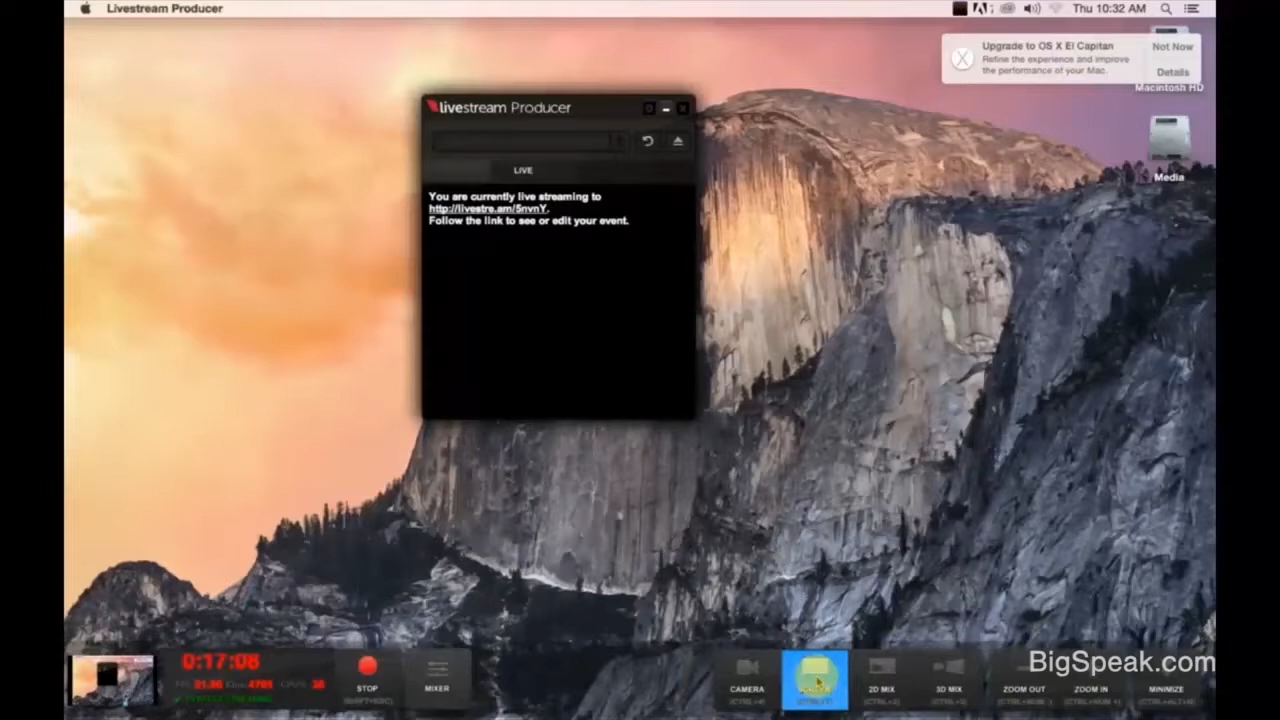 Livestream Producer
Thu 10:32 AM
Upgrade to OS X El Capitan
Not Now
Refine the experience and improve
the performance of your Mac.
Details
Macintosh HD
livestream Producer
LIVE
Media
You are currently live streaming to
http://livestre.am/5nvnY.
Follow the link to see or edit your event.
0:17:08
STOP
(SHIFT+ESC)
MIXER
CAMERA
2D MIX
3D MIX
ZOOM OUT
ZOOM IN
MINIMIZE
BigSpeak.com